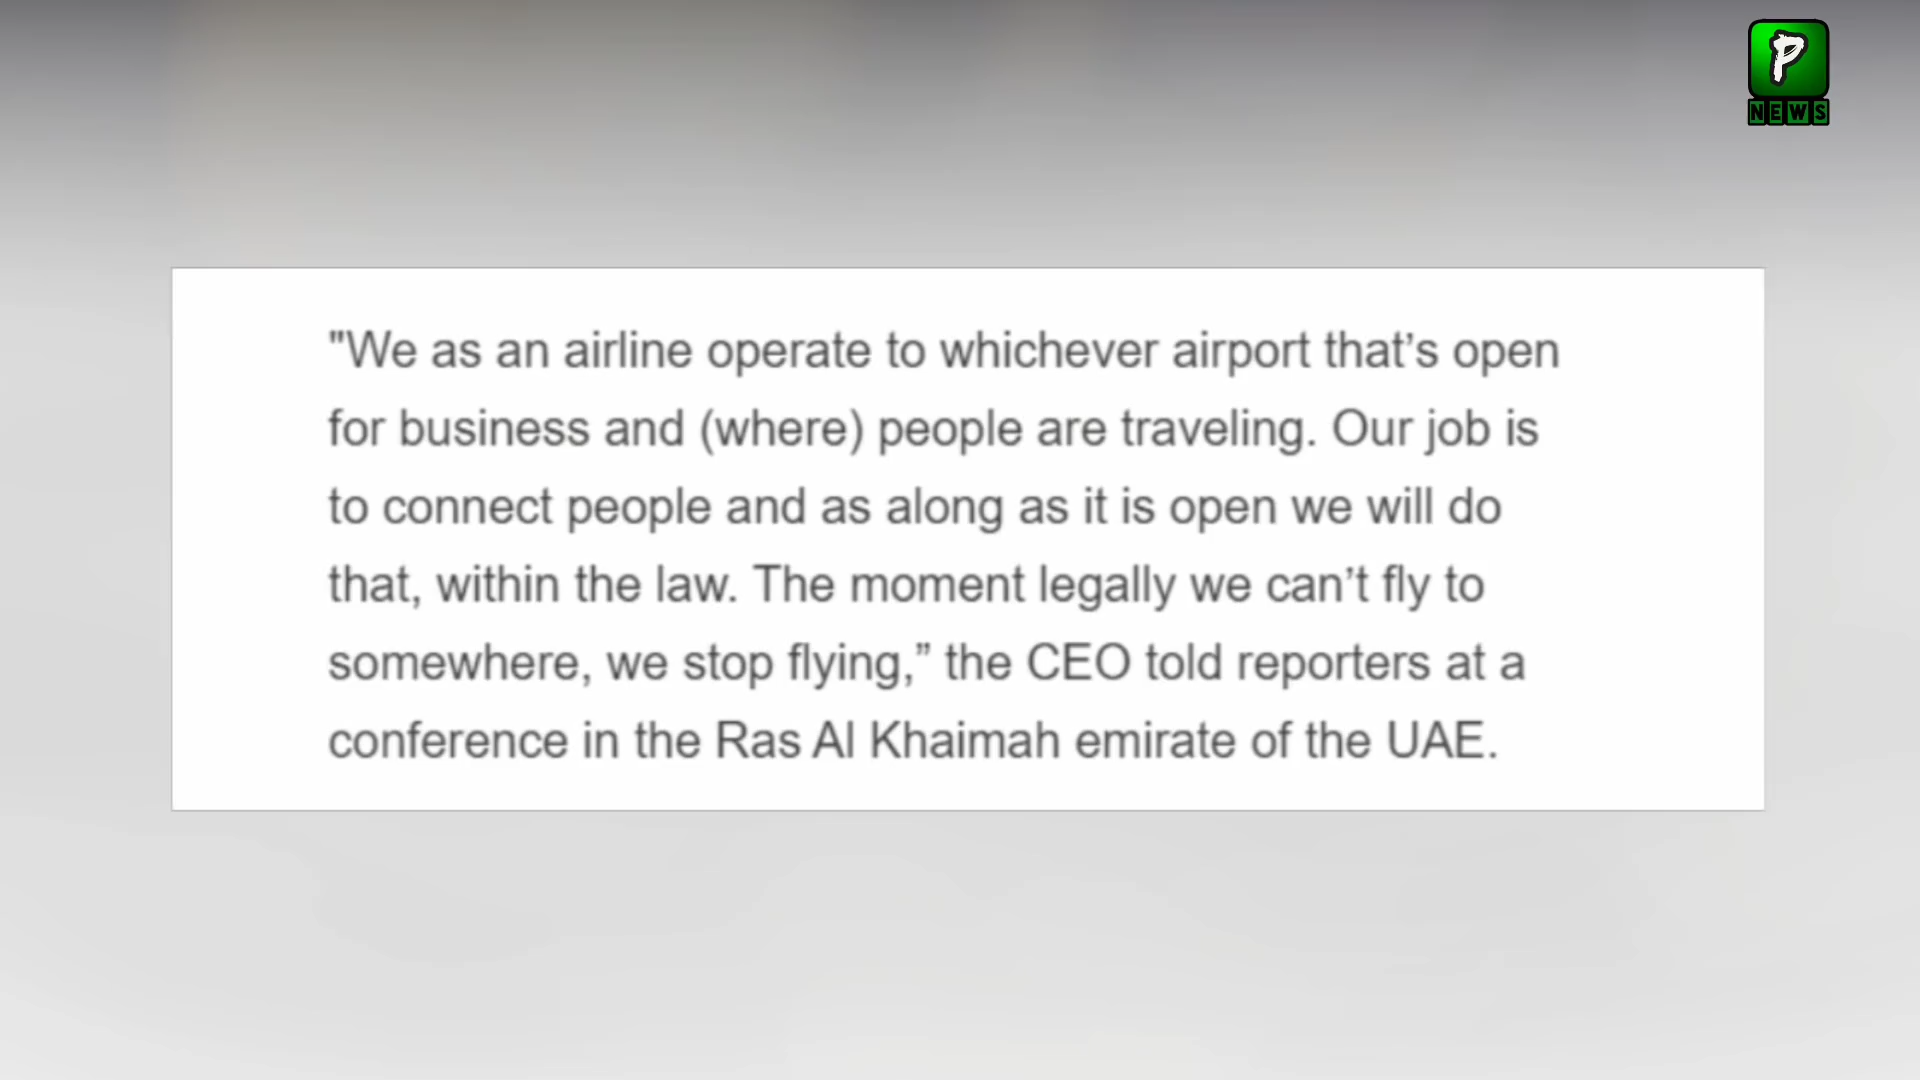 P
NEWS
"We as an airline operate to whichever airport that’s open
for business and (where) people are traveling. Our job is
to connect people and as along as it is open we will do
that, within the law. The moment legally we can’t fly to
somewhere, we stop flying,” the CEO told reporters at a
conference in the Ras Al Khaimah emirate of the UAE.